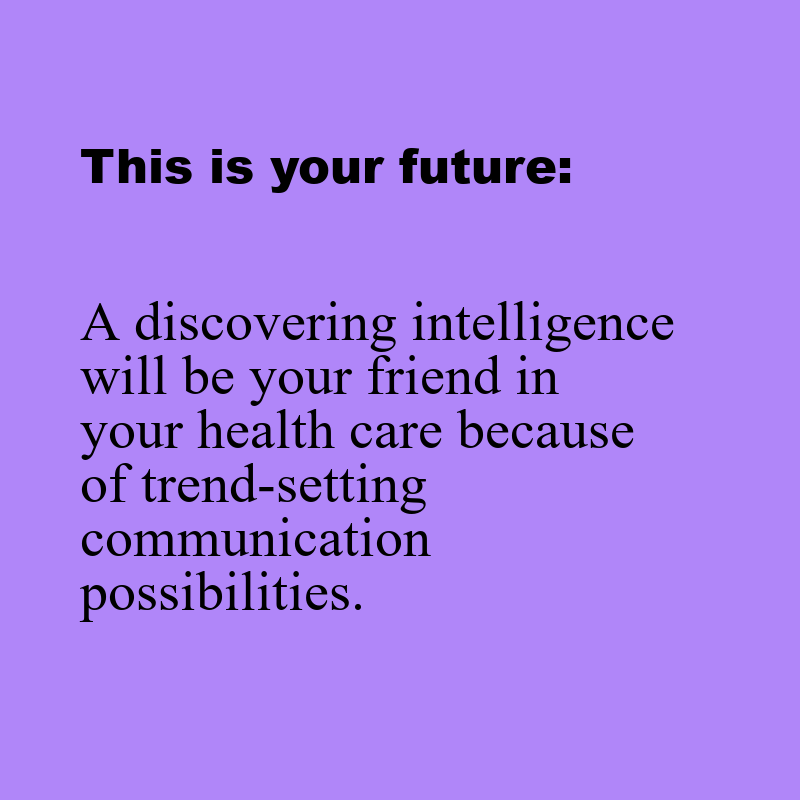 This is your future:
A discovering intelligence
will be your friend in
your health care because
of trend-setting
communication
possibilities.